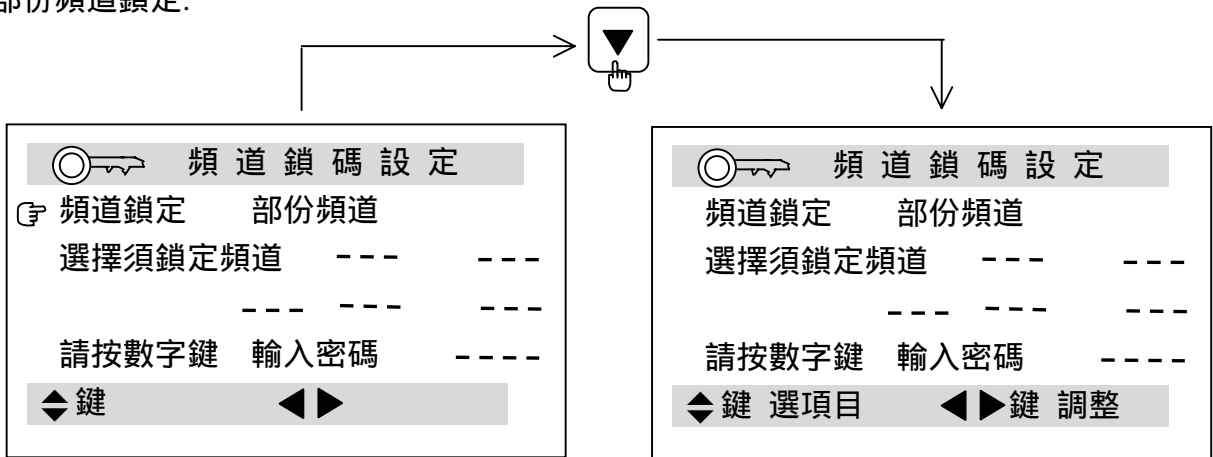 部份頻道鎖定.
頻 道 鎖 碼 設 定
頻道鎖定 部份頻道
選擇須鎖定頻道 --- ---
--- --- ---
請按數字鍵 輸入密碼 ----
鍵
頻 道 鎖 碼 設 定
頻道鎖定 部份頻道
選擇須鎖定頻道 --- ---
--- --- ---
請按數字鍵 輸入密碼 ----
鍵 選項目 鍵 調整